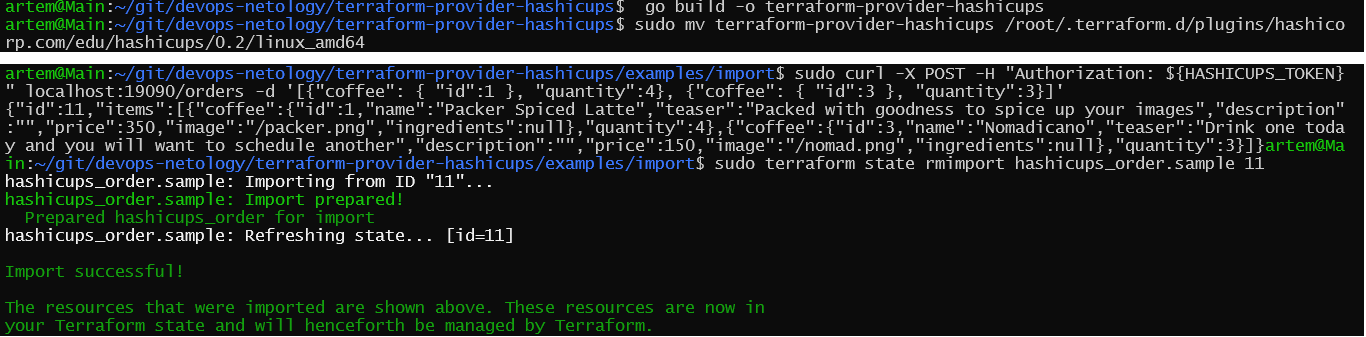 artem@Main:~/git/devops-netology/terraform-provider-hashicups$  go build -o terraform-provider-hashicups
artem@Main:~/git/devops-netology/terraform-provider-hashicups$ sudo mv terraform-provider-hashicups /root/.terraform.d/plugins/hashico
rp.com/edu/hashicups/0.2/linux_amd64
artem@Main:~/git/devops-netology/terraform-provider-hashicups/examples/import$ sudo curl -X POST -H "Authorization: ${HASHICUPS_TOKEN}
" localhost:19090/orders -d '[{"coffee": { "id":1 }, "quantity":4}, {"coffee": { "id":3 }, "quantity":3}]'
{"id":11,"items":[{"coffee":{"id":1,"name":"Packer Spiced Latte","teaser":"Packed with goodness to spice up your images","description"
:"","price":350,"image":"/packer.png","ingredients":null},"quantity":4},{"coffee":{"id":3,"name":"Nomadicano","teaser":"Drink one toda
y and you will want to schedule another","description":"","price":150,"image":"/nomad.png","ingredients":null},"quantity":3}]}artem@Ma
in:~/git/devops-netology/terraform-provider-hashicups/examples/import$ sudo terraform state rmimport hashicups_order.sample 11
hashicups_order.sample: Importing from ID "11"...
hashicups_order.sample: Import prepared!
  Prepared hashicups_order for import
hashicups_order.sample: Refreshing state... [id=11]
Import successful!
The resources that were imported are shown above. These resources are now in
your Terraform state and will henceforth be managed by Terraform.